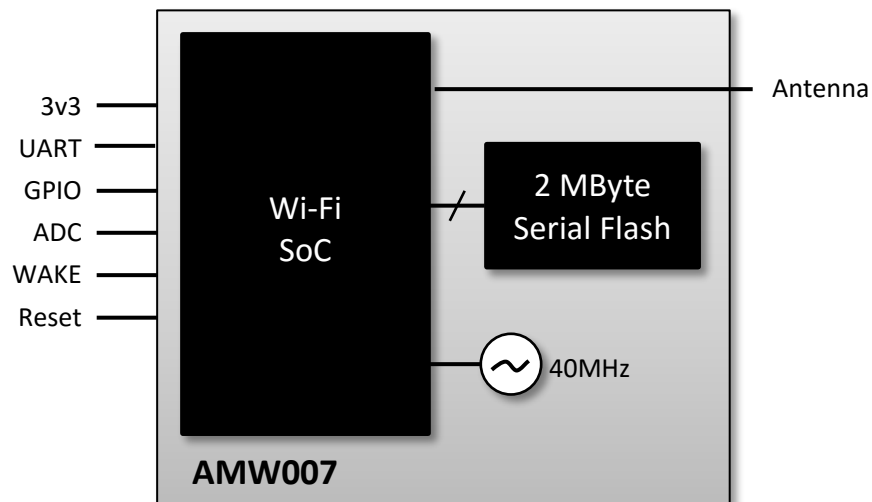 3v3
UART
GPIO
ADC
WAKE
Reset
Wi-Fi
SoC
Antenna
2 MByte
Serial Flash
40MHz
AMW007